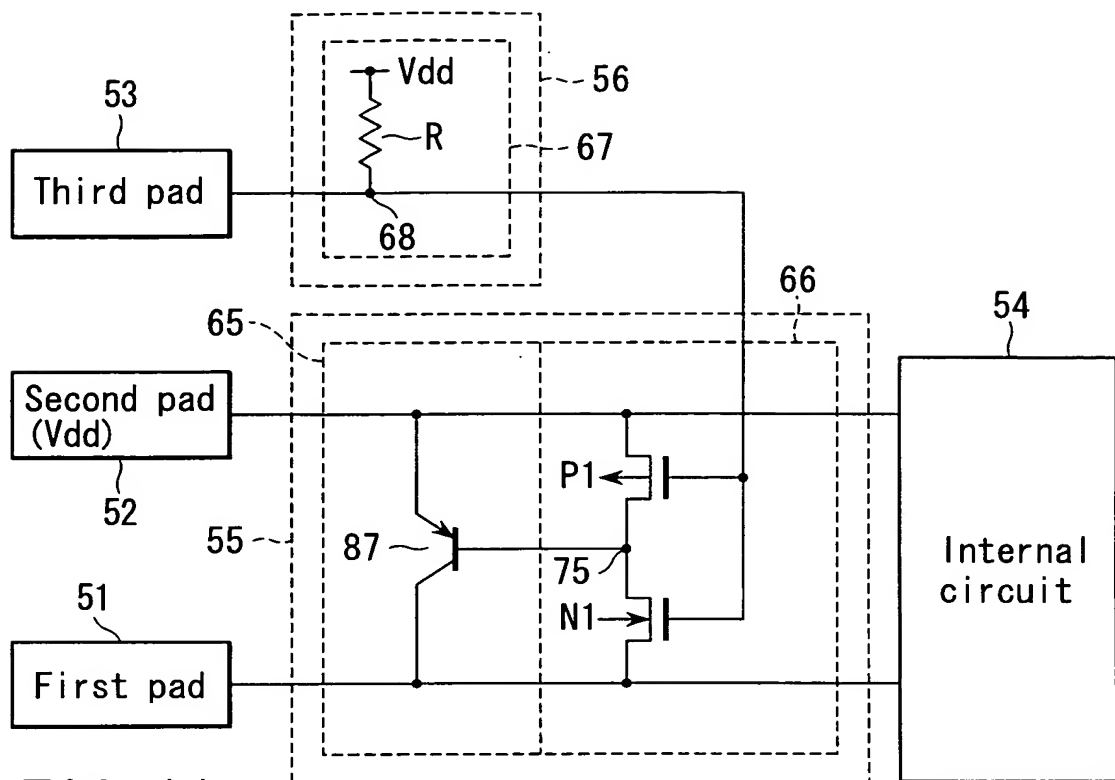 Vdd
56
53
R
67
Third pad
68
66
65
54
Second pad
(Vdd)
P1
52
55
87
75
Internal
circuit
51
N1
First pad